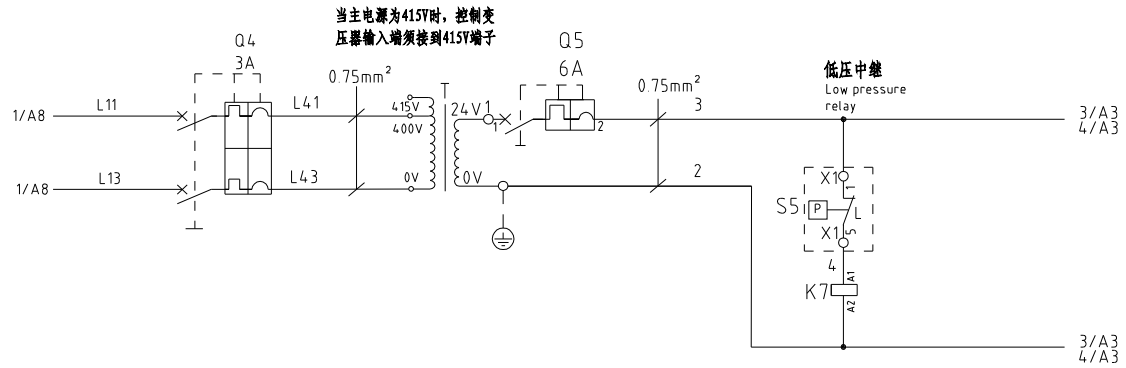 当主电源为415V时，控制变
压器输入端须接到415V端子
Q4
3A
Q5
6A
0.75mm²
0.75mm²
低压中继
Low pressure
relay
L11
L41
415V
400V
24V
1
1
2
3
1/A8
3/A3
4/A3
L13
L43
0V
0V
2
1/A8
T
X1
1
S5
P
L
X1
5
4
A1
K7
A2
3/A3
4/A3